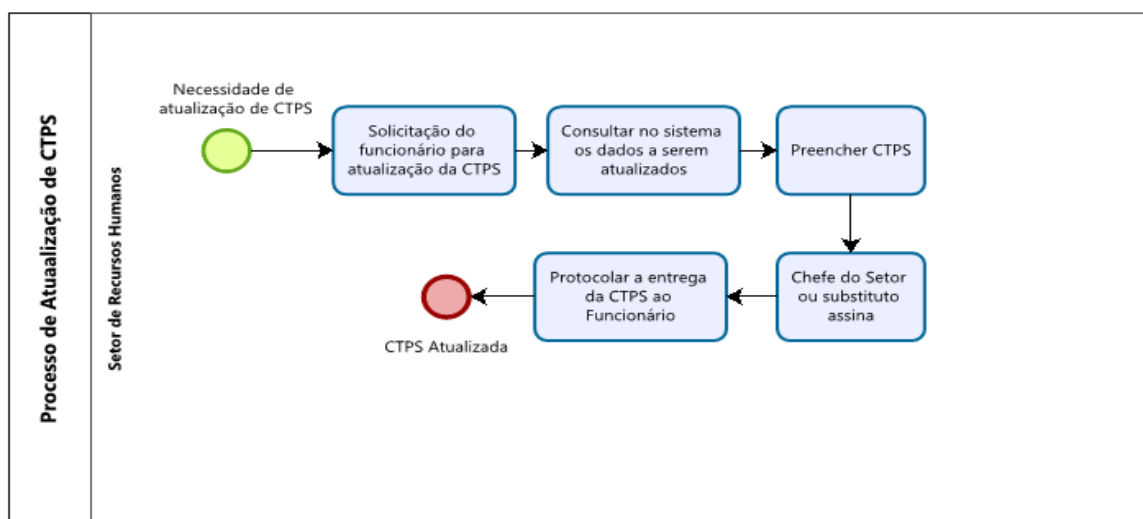 Processo de Atuaalização de CTPS
Setor de Recursos Humanos
Necessidade de
atualização de CTPS
Solicitação do
funcionário para
atualização da CTPS
Consultar no sistema
os dados a serem
atualizados
Preencher CTPS
Chefe do Setor
ou substituto
assina
Protocolar a entrega
da CTPS ao
Funcionário
CTPS Atualizada